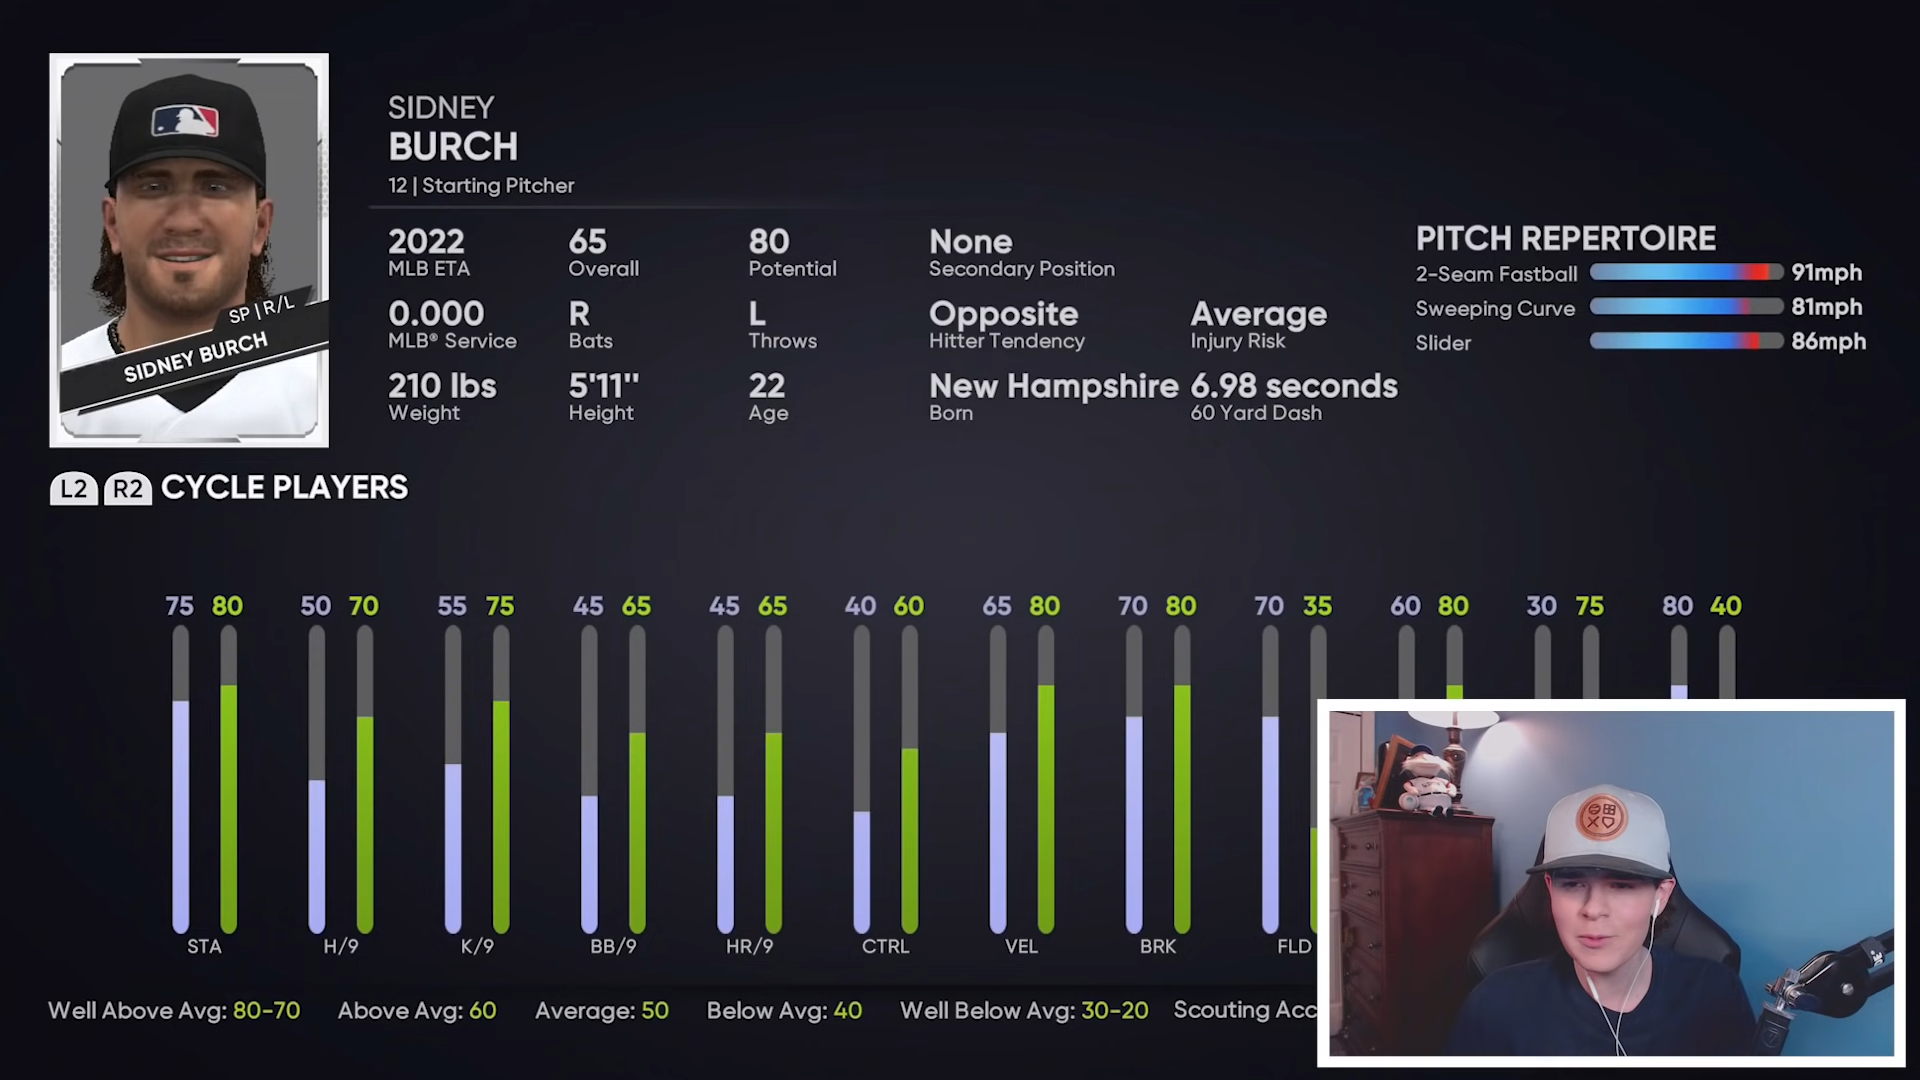 SIDNEY
BURCH
12 | Starting Pitcher
SP | R/L
SIDNEY BURCH
2022
MLB ETA
65
Overall
80
Potential
None
Secondary Position
0.000
MLB® Service
R
Bats
L
Throws
Opposite
Hitter Tendency
Average
Injury Risk
210 lbs
Weight
5'11"
Height
22
Age
New Hampshire
Born
6.98 seconds
60 Yard Dash
PITCH REPERTOIRE
2-Seam Fastball 91mph
Sweeping Curve 81mph
Slider 86mph
L2 R2 CYCLE PLAYERS
75 80 50 70 55 75 45 65 45 65 40 60 65 80 70 80 70 35 60 80 30 75 80 40
STA H/9 K/9 BB/9 HR/9 CTRL VEL BRK FLD
Well Above Avg: 80-70 Above Avg: 60 Average: 50 Below Avg: 40 Well Below Avg: 30-20 Scouting Acc